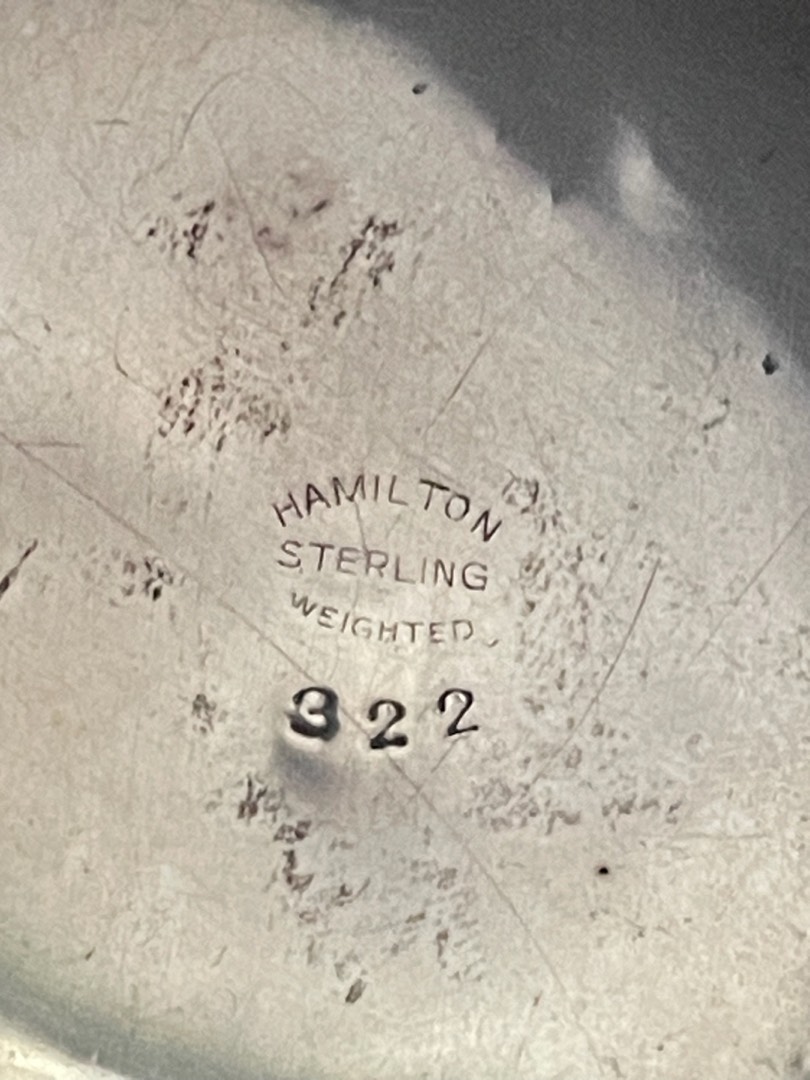 HAMILTON
STERLING
WEIGHTED
322